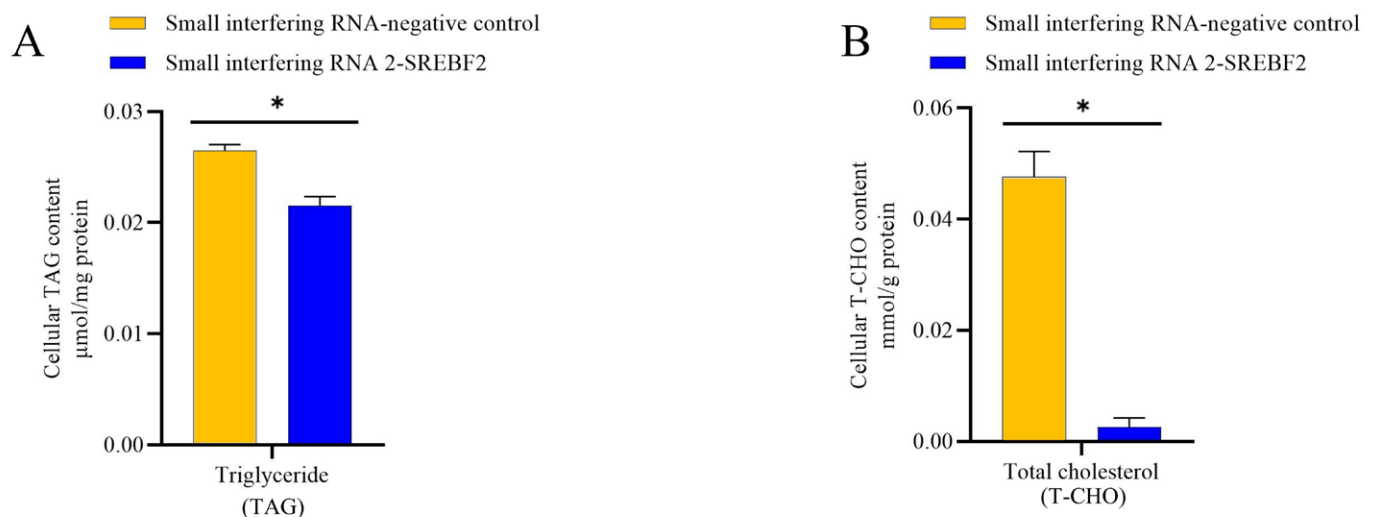 A
Small interfering RNA-negative control
Small interfering RNA 2-SREBF2
*
0.03
0.02
0.01
0.00
Cellular TAG content
µmol/mg protein
Triglyceride
(TAG)
B
Small interfering RNA-negative control
Small interfering RNA 2-SREBF2
*
0.06
0.04
0.02
0.00
Cellular T-CHO content
mmol/g protein
Total cholesterol
(T-CHO)